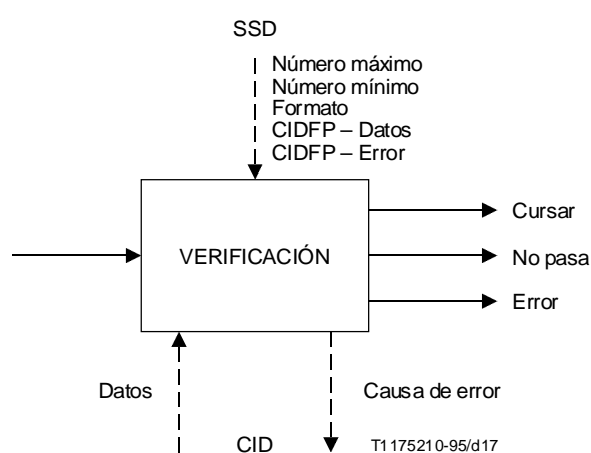 SSD
Número máximo
Número mínimo
Formato
CIDFP – Datos
CIDFP – Error
VERIFICACIÓN
Cursar
No pasa
Error
Datos
Causa de error
CID
T1175210-95/d17